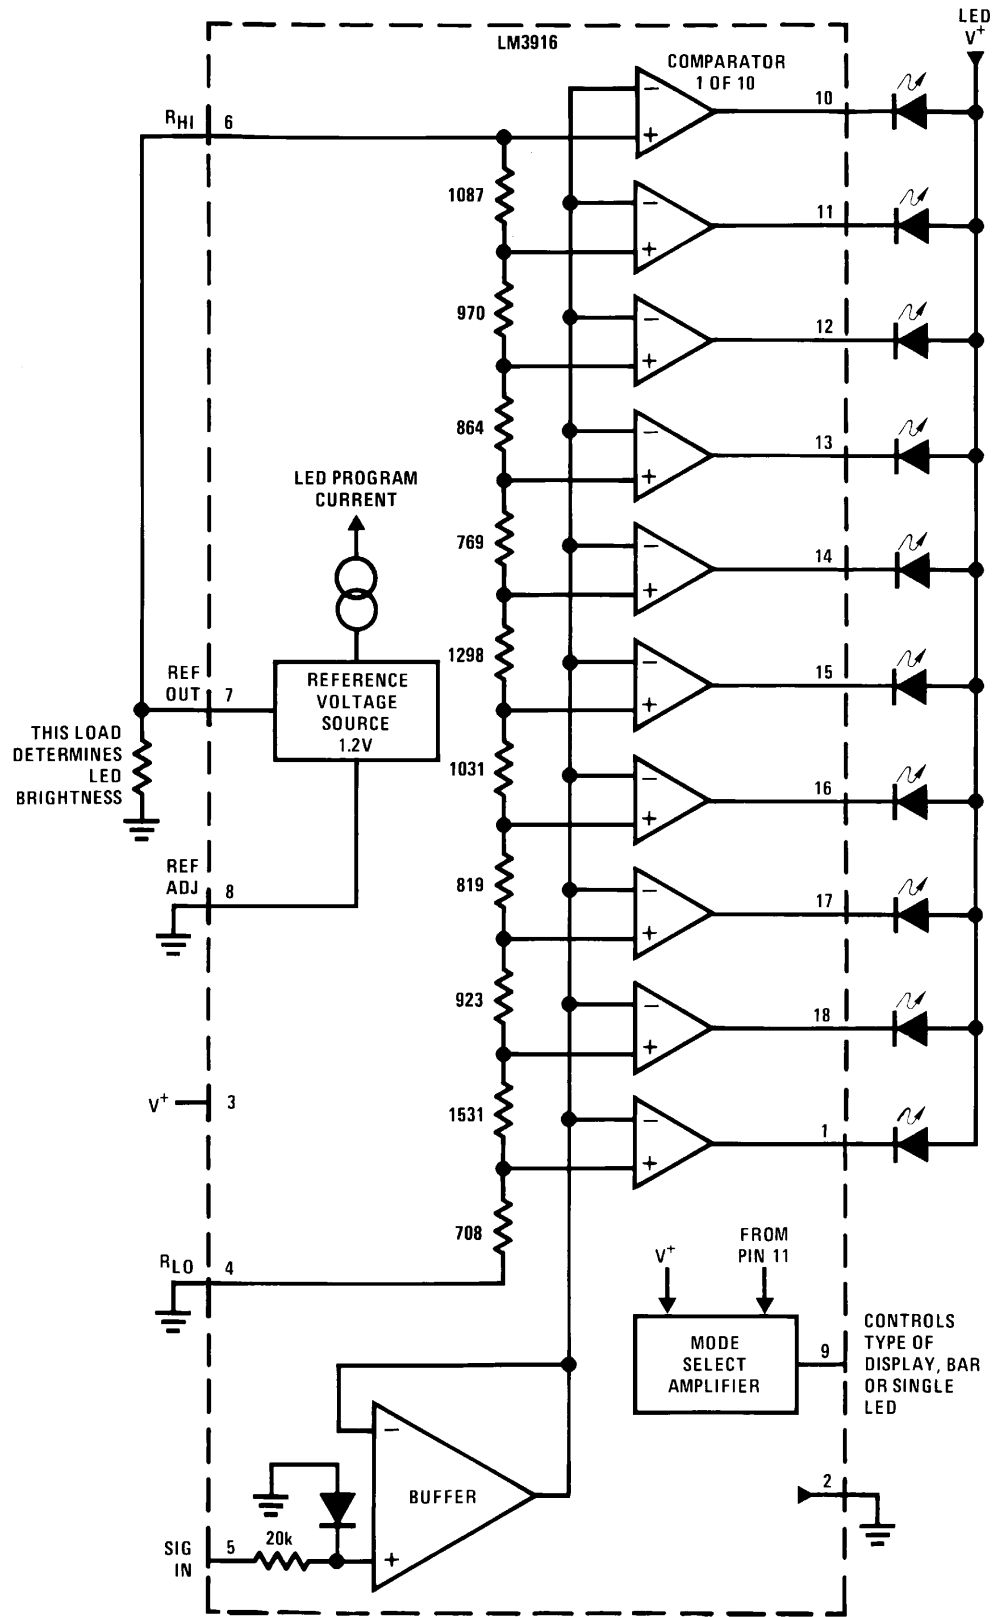 LM3916
LED
V+
COMPARATOR
1 OF 10
RHI
6
−
+
10
1087
−
+
11
970
−
+
12
864
−
+
13
LED PROGRAM
CURRENT
769
−
+
14
1298
−
+
15
REF
OUT
7
REFERENCE
VOLTAGE
SOURCE
1.2V
THIS LOAD
DETERMINES
LED
BRIGHTNESS
1031
−
+
16
REF
ADJ
8
819
−
+
17
923
−
+
18
V+
3
1531
−
+
1
708
RLO
4
V+
FROM
PIN 11
MODE
SELECT
AMPLIFIER
9
CONTROLS
TYPE OF
DISPLAY, BAR
OR SINGLE
LED
−
BUFFER
+
2
SIG
IN
5
20k